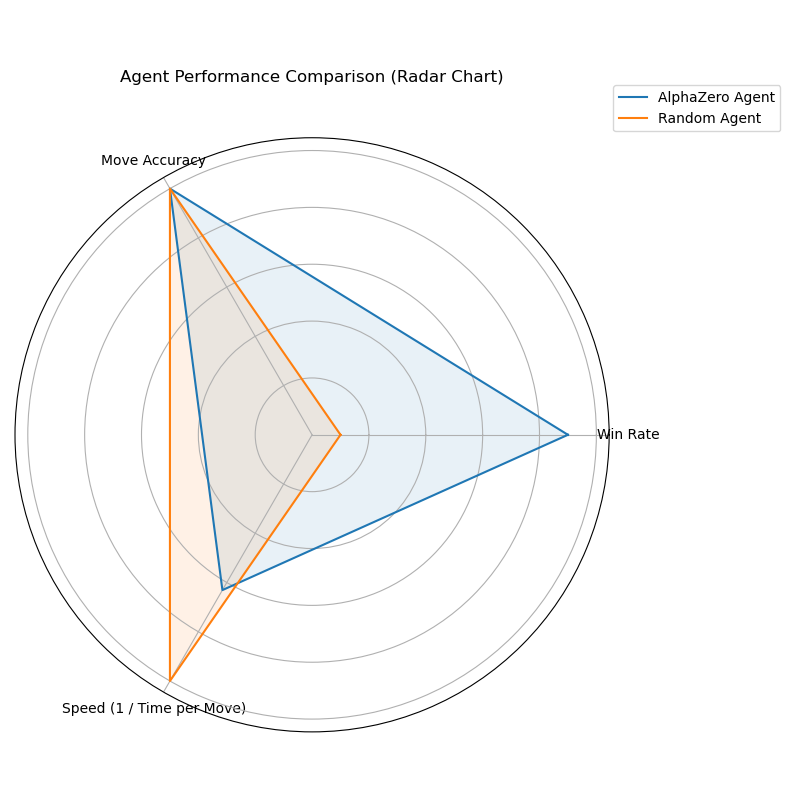 Agent Performance Comparison (Radar Chart)
AlphaZero Agent
Random Agent
Move Accuracy
Win Rate
Speed (1 / Time per Move)